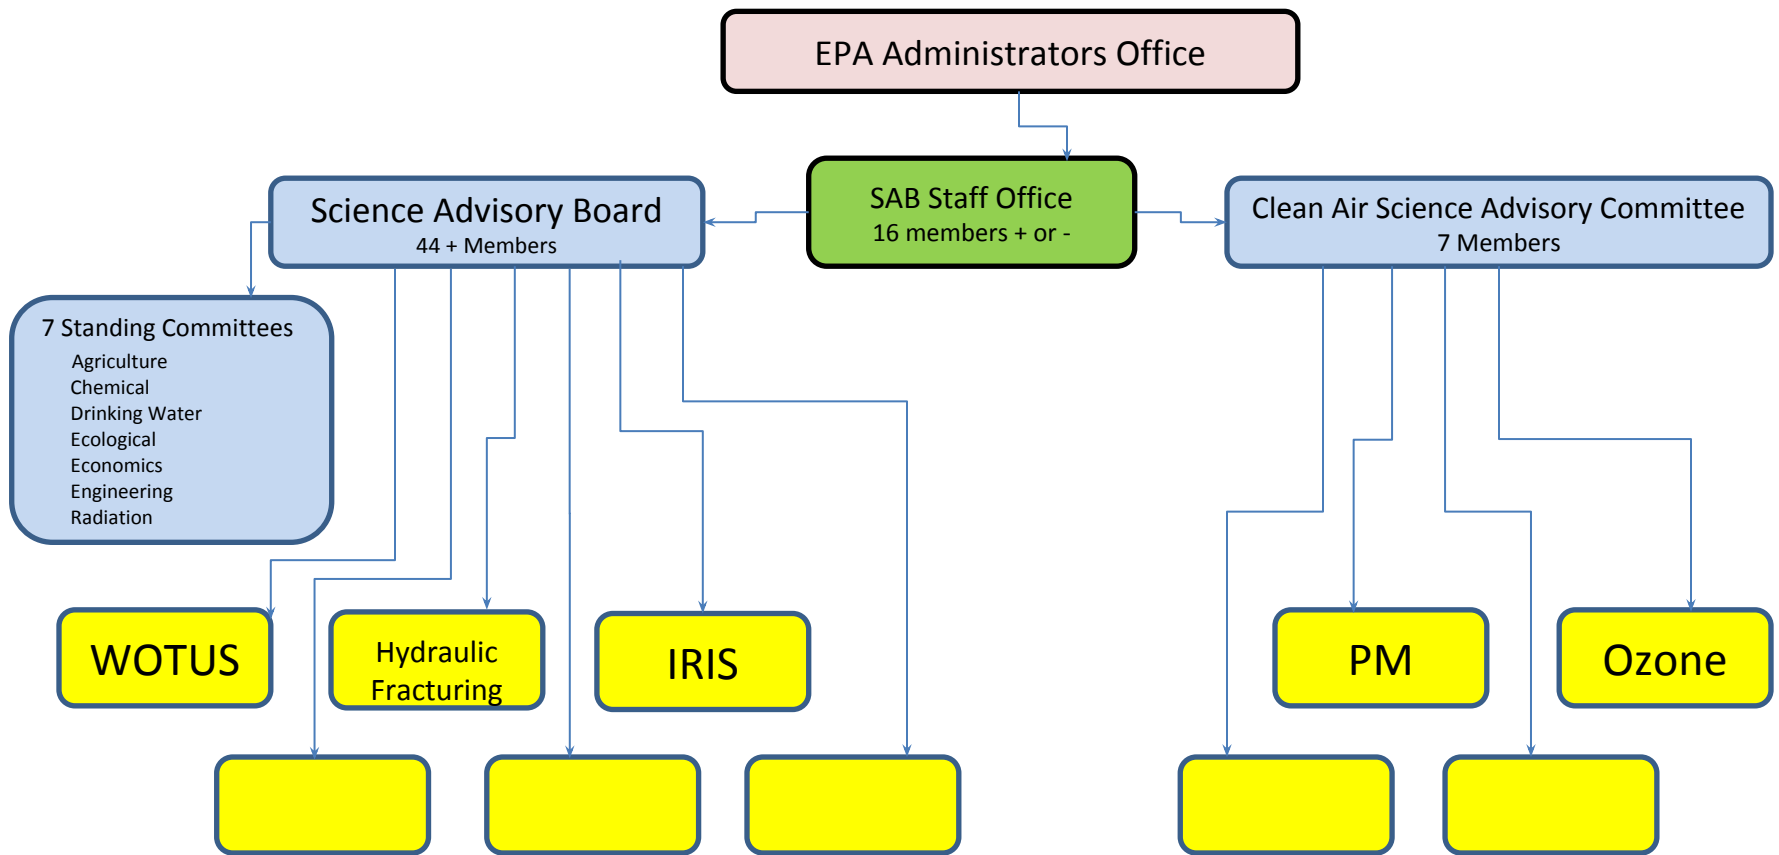 EPA Administrators Office
SAB Staff Office
16 members + or -
Science Advisory Board
44 + Members
Clean Air Science Advisory Committee
7 Members
7 Standing Committees
Agriculture
Chemical
Drinking Water
Ecological
Economics
Engineering
Radiation
WOTUS
Hydraulic
Fracturing
IRIS
PM
Ozone